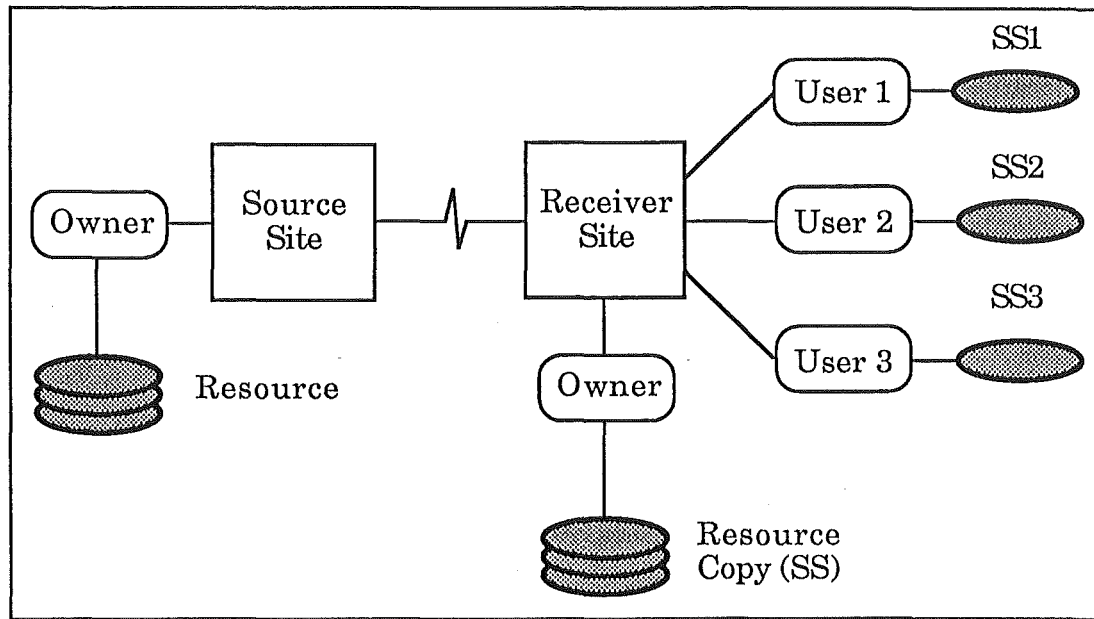 SS1
User 1
SS2
Owner
Source
Site
Receiver
Site
User 2
SS3
User 3
Resource
Owner
Resource
Copy (SS)